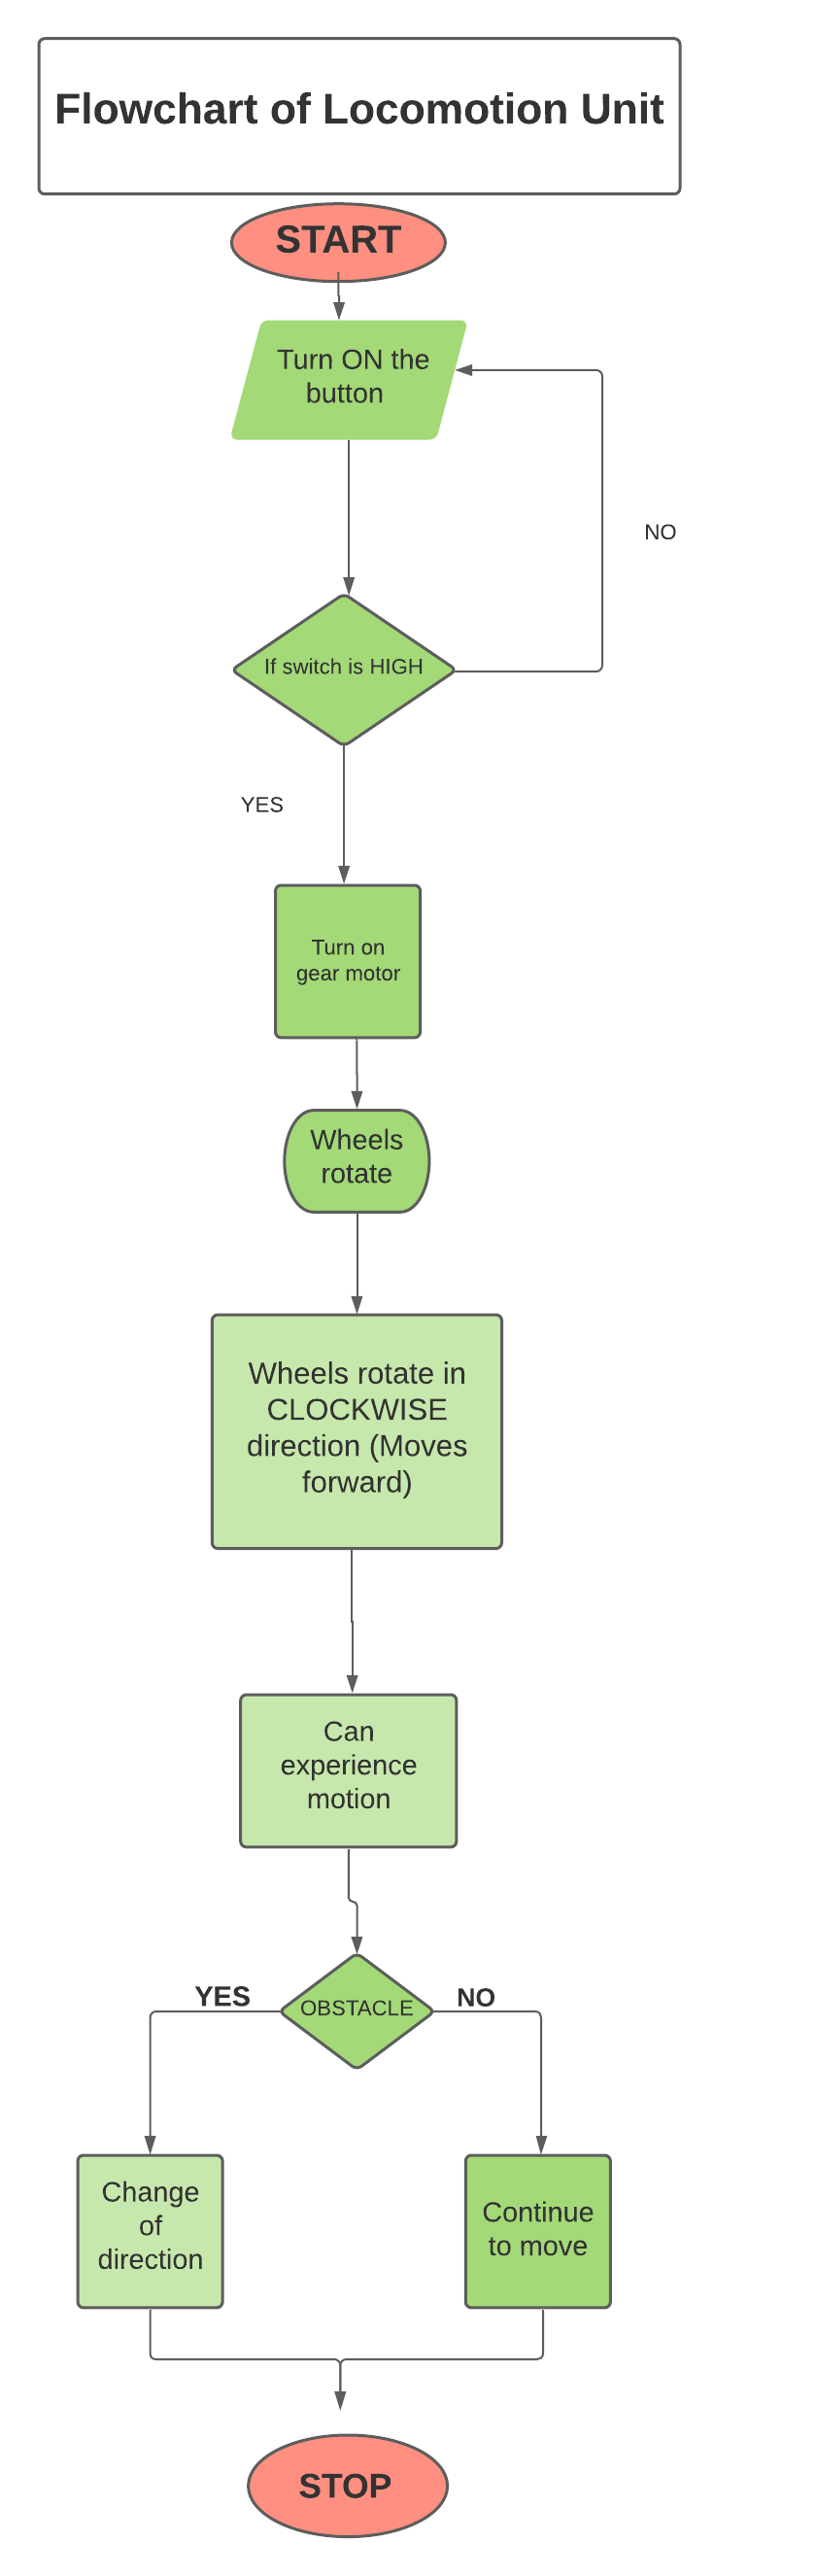 Flowchart of Locomotion Unit
START
Turn ON the
button
NO
If switch is HIGH
YES
Turn on
gear motor
Wheels
rotate
Wheels rotate in
CLOCKWISE
direction (Moves
forward)
Can
experience
motion
YES
OBSTACLE
NO
Change
of
direction
Continue
to move
STOP